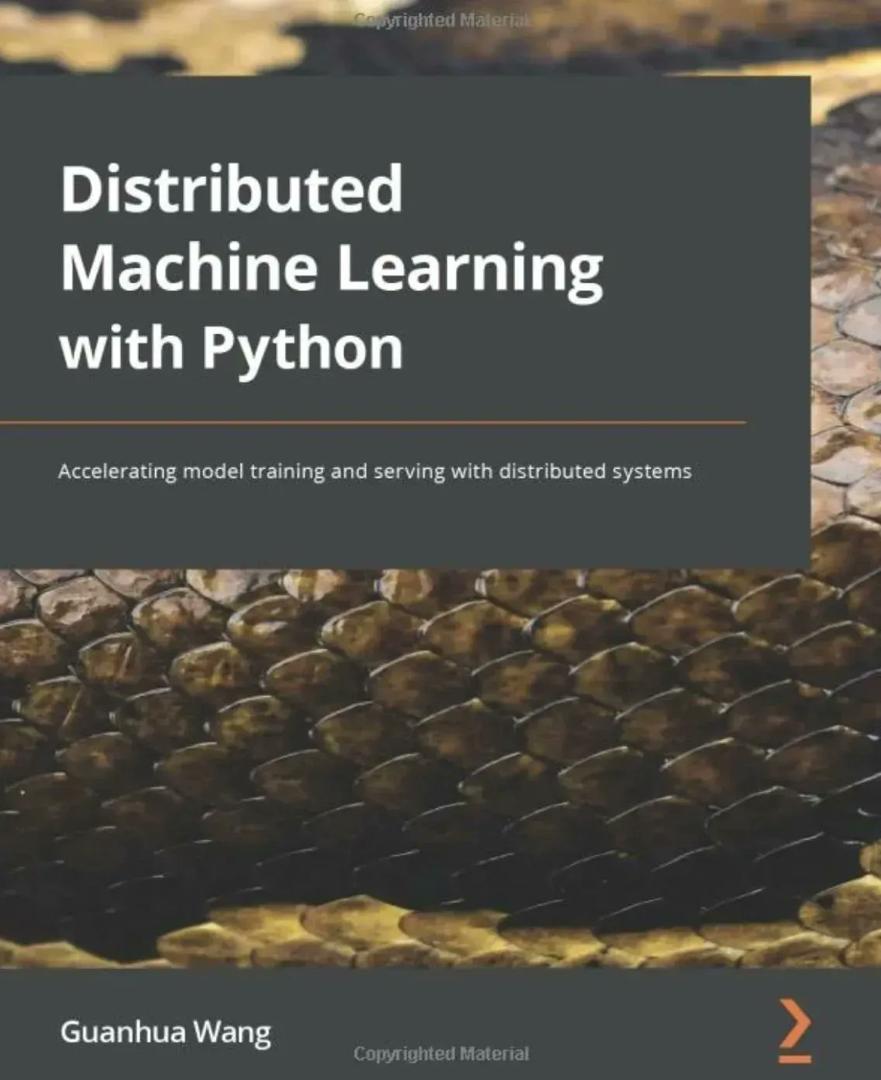 Copyrighted Material
Distributed
Machine Learning
with Python
Accelerating model training and serving with distributed systems
Guanhua Wang
Copyrighted Material